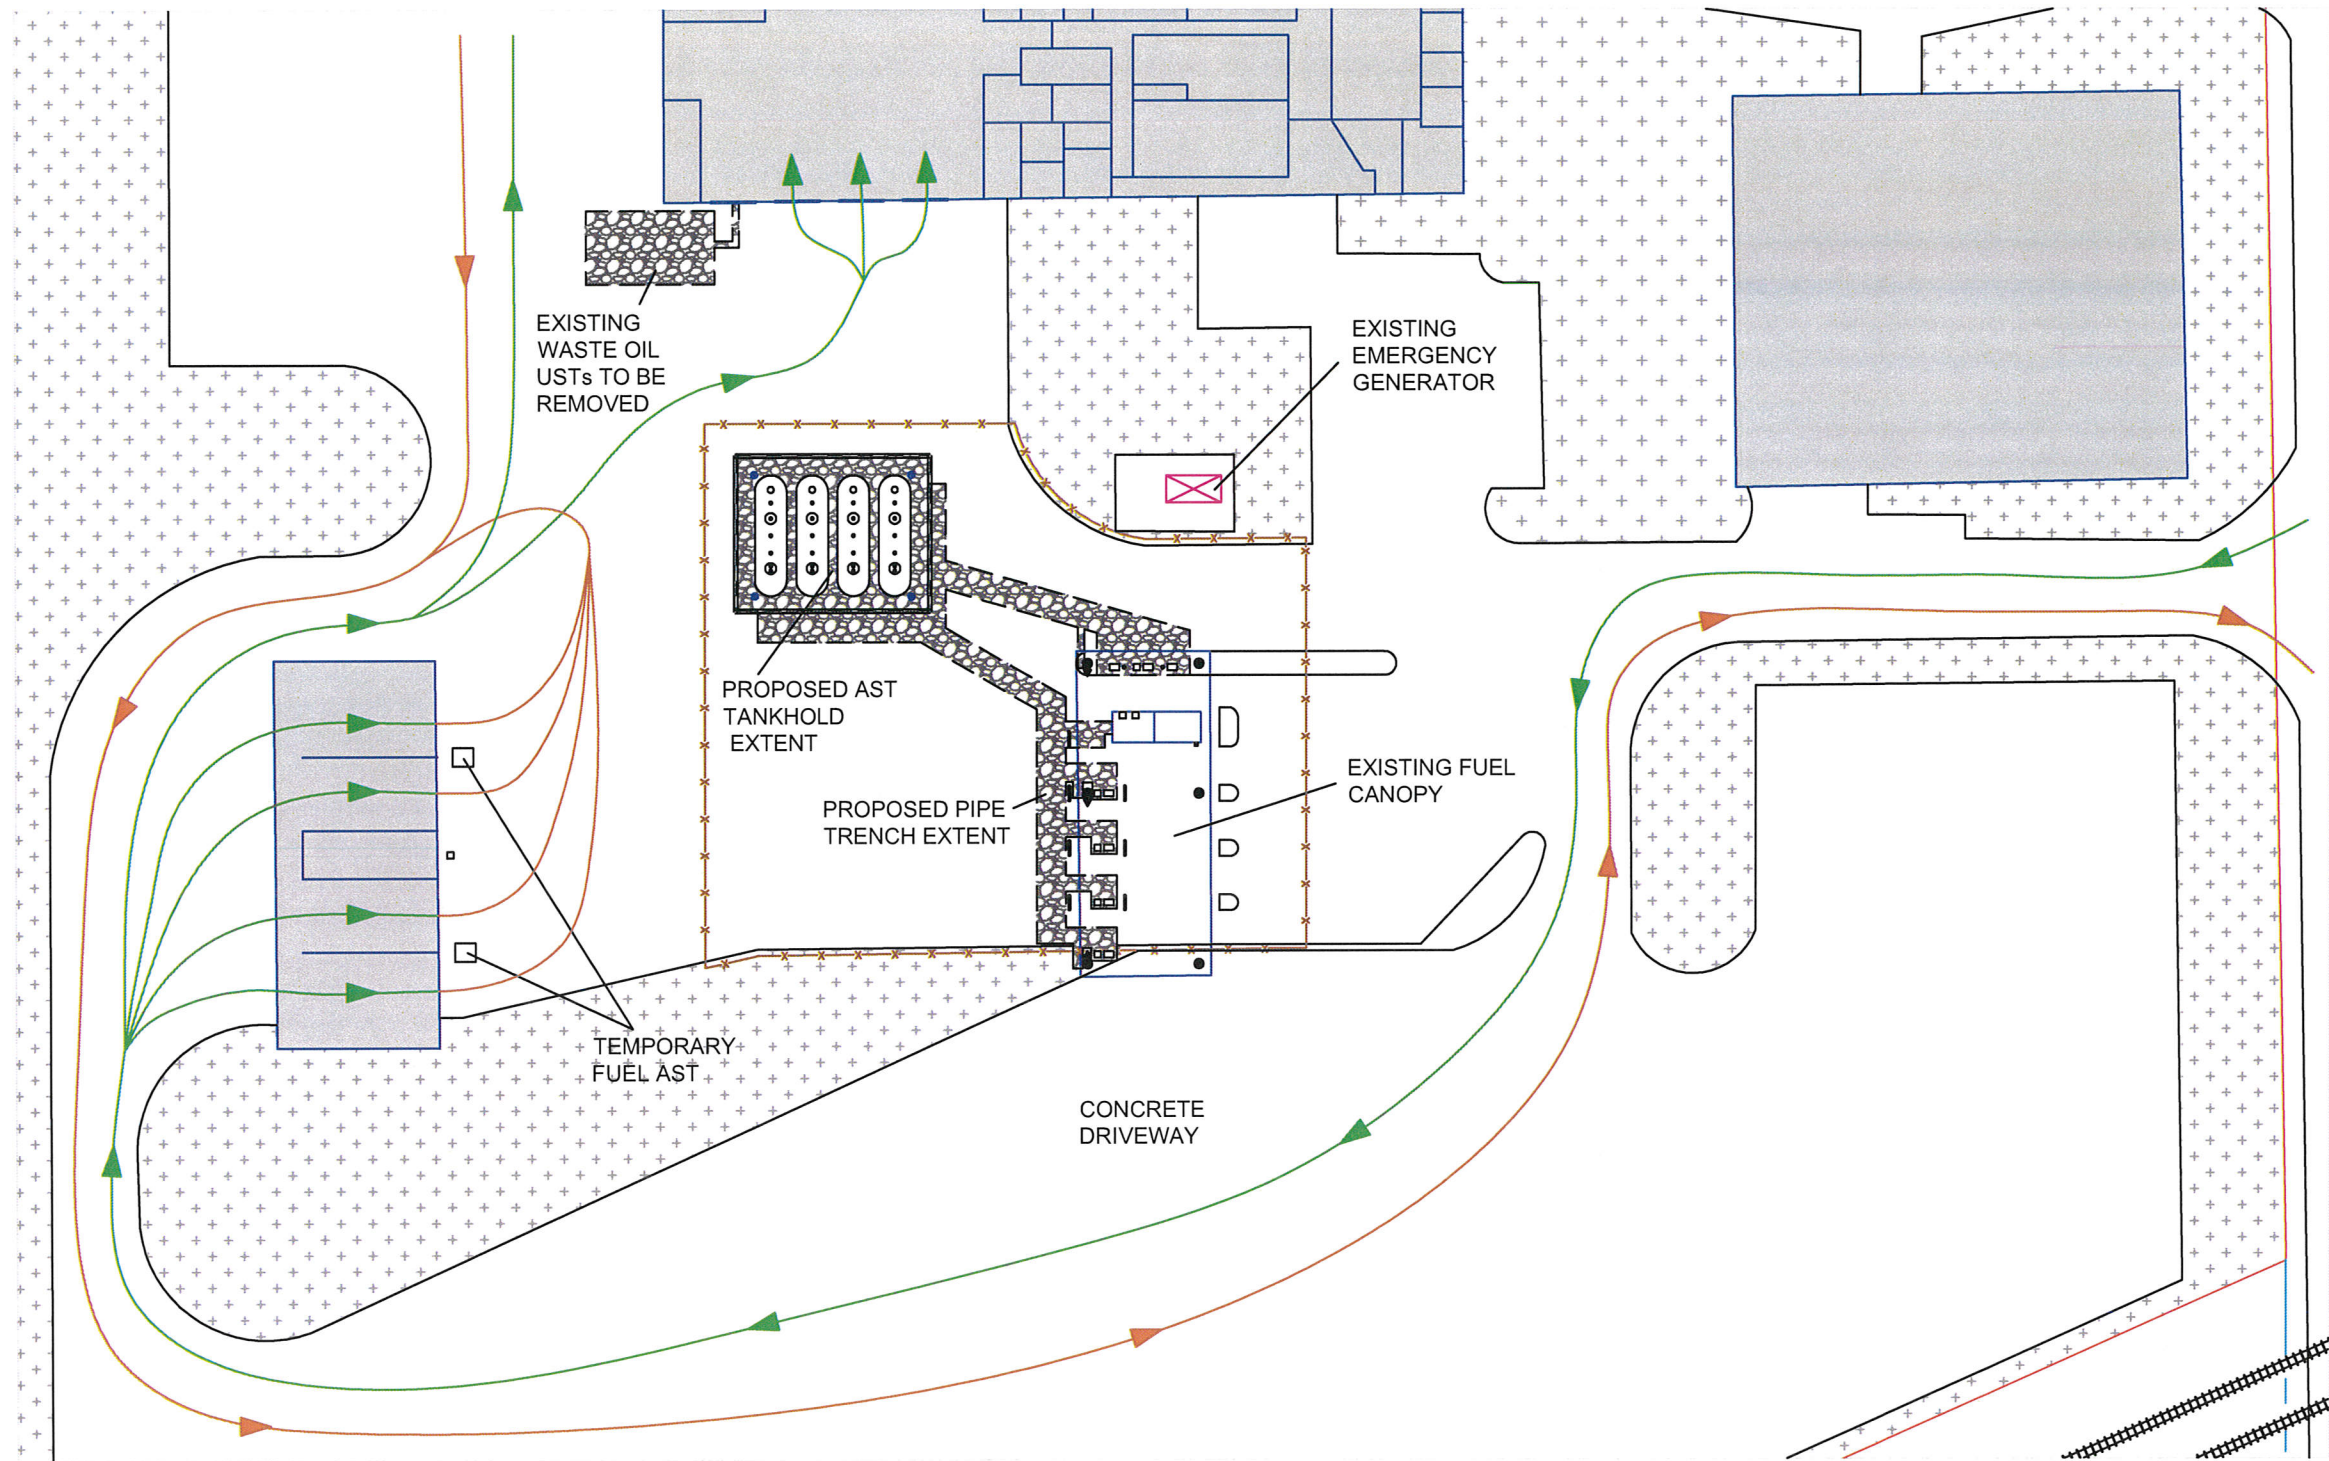 EXISTING
WASTE OIL
USTs TO BE
REMOVED
EXISTING
EMERGENCY
GENERATOR
PROPOSED AST
TANKHOLD
EXTENT
PROPOSED PIPE
TRENCH EXTENT
EXISTING FUEL
CANOPY
TEMPORARY
FUEL AST
CONCRETE
DRIVEWAY